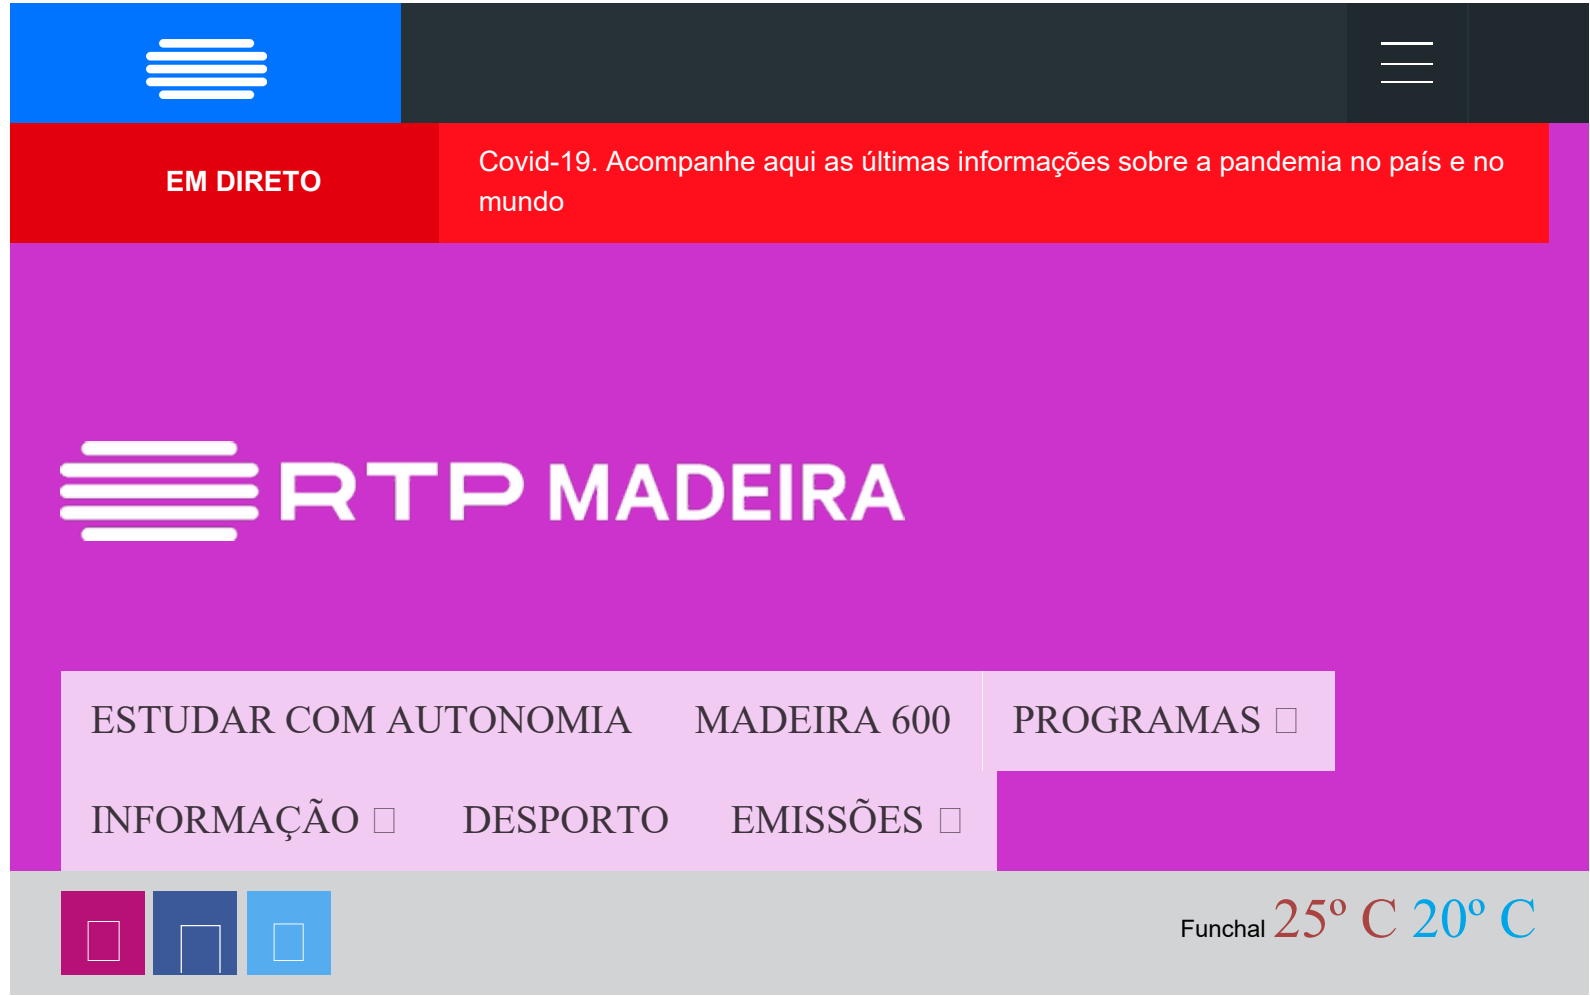 EM DIRETO
Covid-19. Acompanhe aqui as últimas informações sobre a pandemia no país e no
mundo
RTP MADEIRA
ESTUDAR COM AUTONOMIA MADEIRA 600 PROGRAMAS
INFORMAÇÃO DESPORTO EMISSÕES
Funchal 25º C 20º C